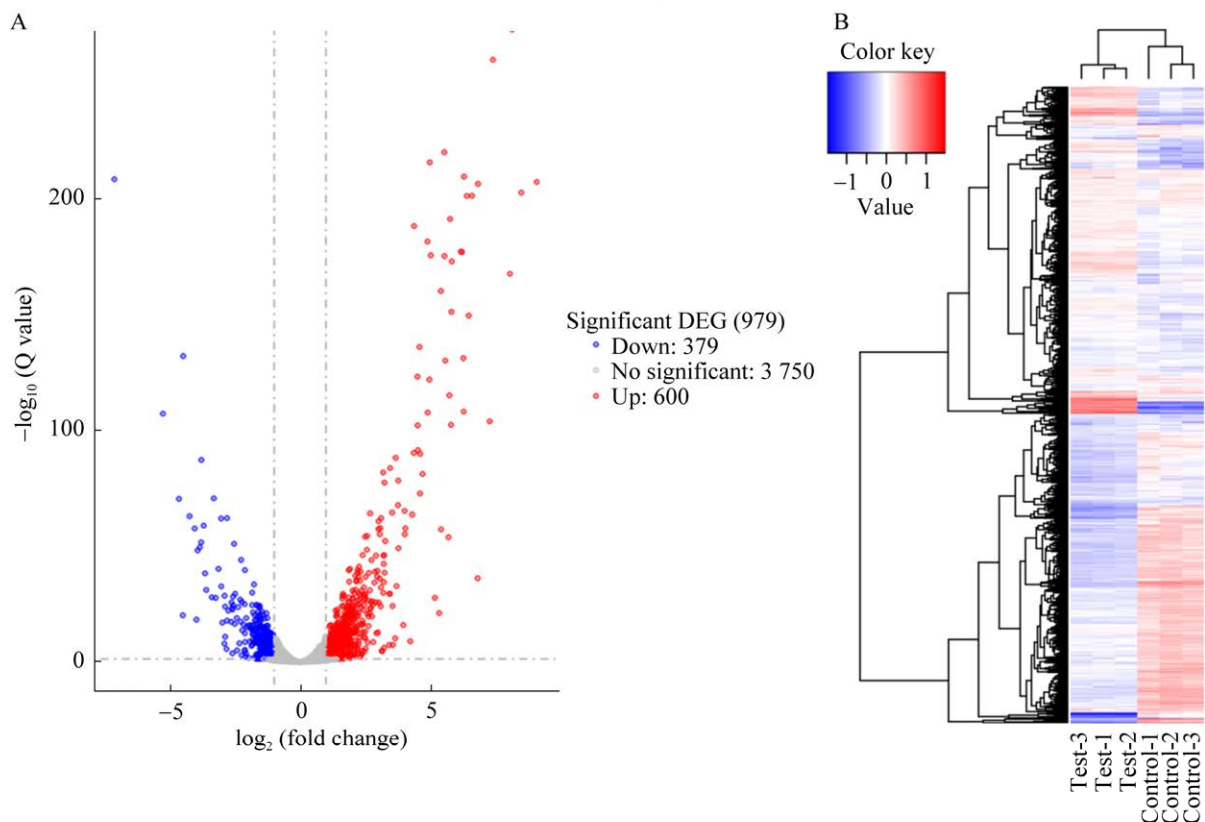 A
200
100
0
−5
0
5
−log₁₀ (Q value)
log₂ (fold change)
Significant DEG (979)
Down: 379
No significant: 3 750
Up: 600
B
Color key
−1 0 1
Value
Test-3
Test-1
Test-2
Control-1
Control-2
Control-3